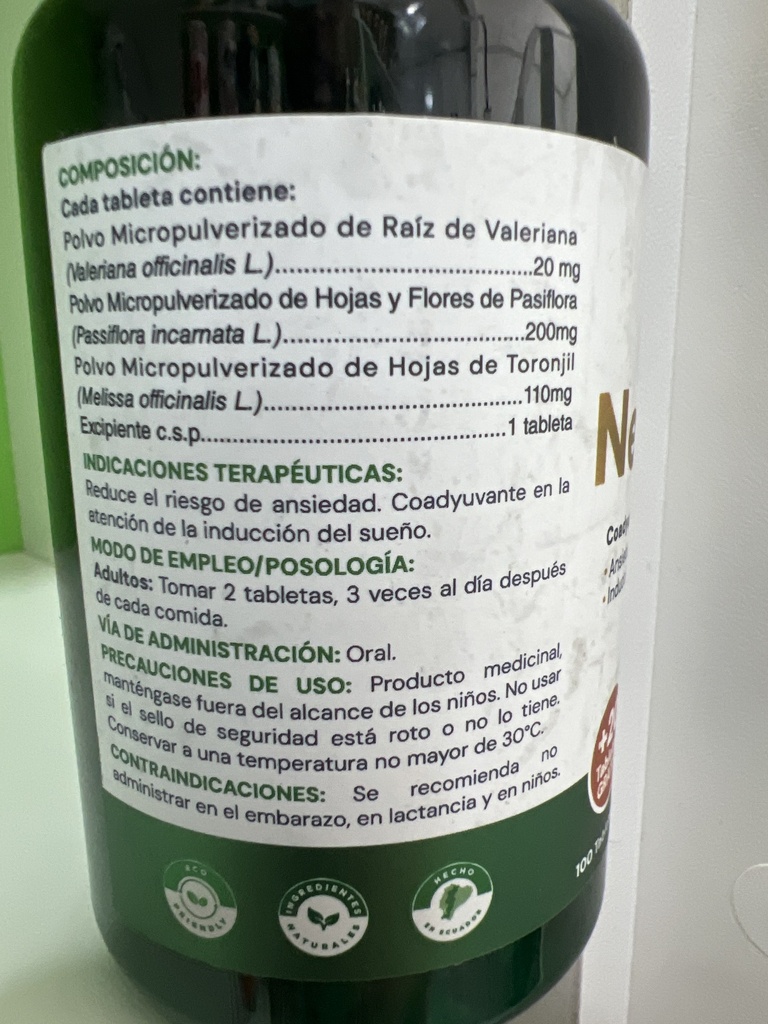 COMPOSICIÓN:
Cada tableta contiene:
Polvo Micropulverizado de Raíz de Valeriana
(Valeriana officinalis L.)..................................20 mg
Polvo Micropulverizado de Hojas y Flores de Pasiflora
(Passiflora incarnata L.)................................200mg
Polvo Micropulverizado de Hojas de Toronjil
(Melissa officinalis L.)...................................110mg
Excipiente c.s.p.........................................1 tableta
INDICACIONES TERAPÉUTICAS:
Reduce el riesgo de ansiedad. Coadyuvante en la
atención de la inducción del sueño.
MODO DE EMPLEO/POSOLOGÍA:
Adultos: Tomar 2 tabletas, 3 veces al día después
de cada comida.
VÍA DE ADMINISTRACIÓN: Oral.
PRECAUCIONES DE USO: Producto medicinal,
manténgase fuera del alcance de los niños. No usar
si el sello de seguridad está roto o no lo tiene.
Conservar a una temperatura no mayor de 30°C.
CONTRAINDICACIONES: Se recomienda no
administrar en el embarazo, en lactancia y en niños.
ECO FRIENDLY
INGREDIENTES NATURALES
HECHO EN ECUADOR
Ne
100